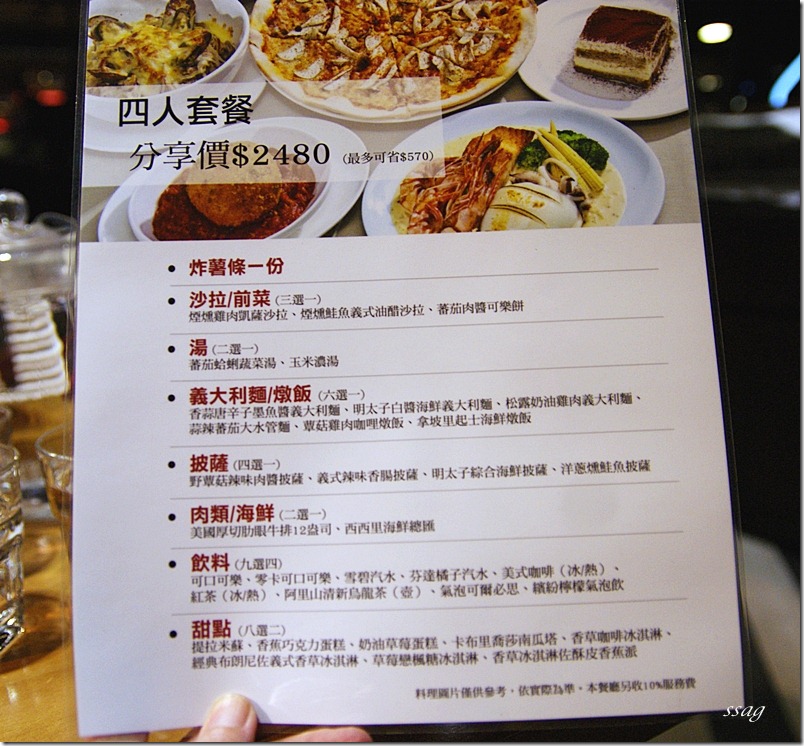 四人套餐
分享價$2480 (最多可省$570)
• 炸薯條一份
• 沙拉/前菜 (三選一)
煙燻雞肉凱薩沙拉、煙燻鮭魚義式油醋沙拉、蕃茄肉醬可樂餅
• 湯 (二選一)
蕃茄蛤蜊蔬菜湯、玉米濃湯
• 義大利麵/燉飯 (六選一)
香蒜唐辛子墨魚醬義大利麵、明太子白醬海鮮義大利麵、松露奶油雞肉義大利麵、
蒜辣蕃茄大水管麵、蕈菇雞肉咖哩燉飯、拿坡里起士海鮮燉飯
• 披薩 (四選一)
野蕈菇辣味肉醬披薩、義式辣味香腸披薩、明太子綜合海鮮披薩、洋蔥燻鮭魚披薩
• 肉類/海鮮 (二選一)
美國厚切肋眼牛排12盎司、西西里海鮮總匯
• 飲料 (九選四)
可口可樂、零卡可口可樂、雪碧汽水、芬達橘子汽水、美式咖啡（冰/熱）、
紅茶（冰/熱）、阿里山清新烏龍茶（壺）、氣泡可爾必思、繽紛檸檬氣泡飲
• 甜點 (八選二)
提拉米蘇、香蕉巧克力蛋糕、奶油草莓蛋糕、卡布里喬莎南瓜塔、香草咖啡冰淇淋、
經典布朗尼佐義式香草冰淇淋、草莓戀楓糖冰淇淋、香草冰淇淋佐酥皮香蕉派
料理圖片僅供參考，依實際為準。本餐廳另收10%服務費
ssag